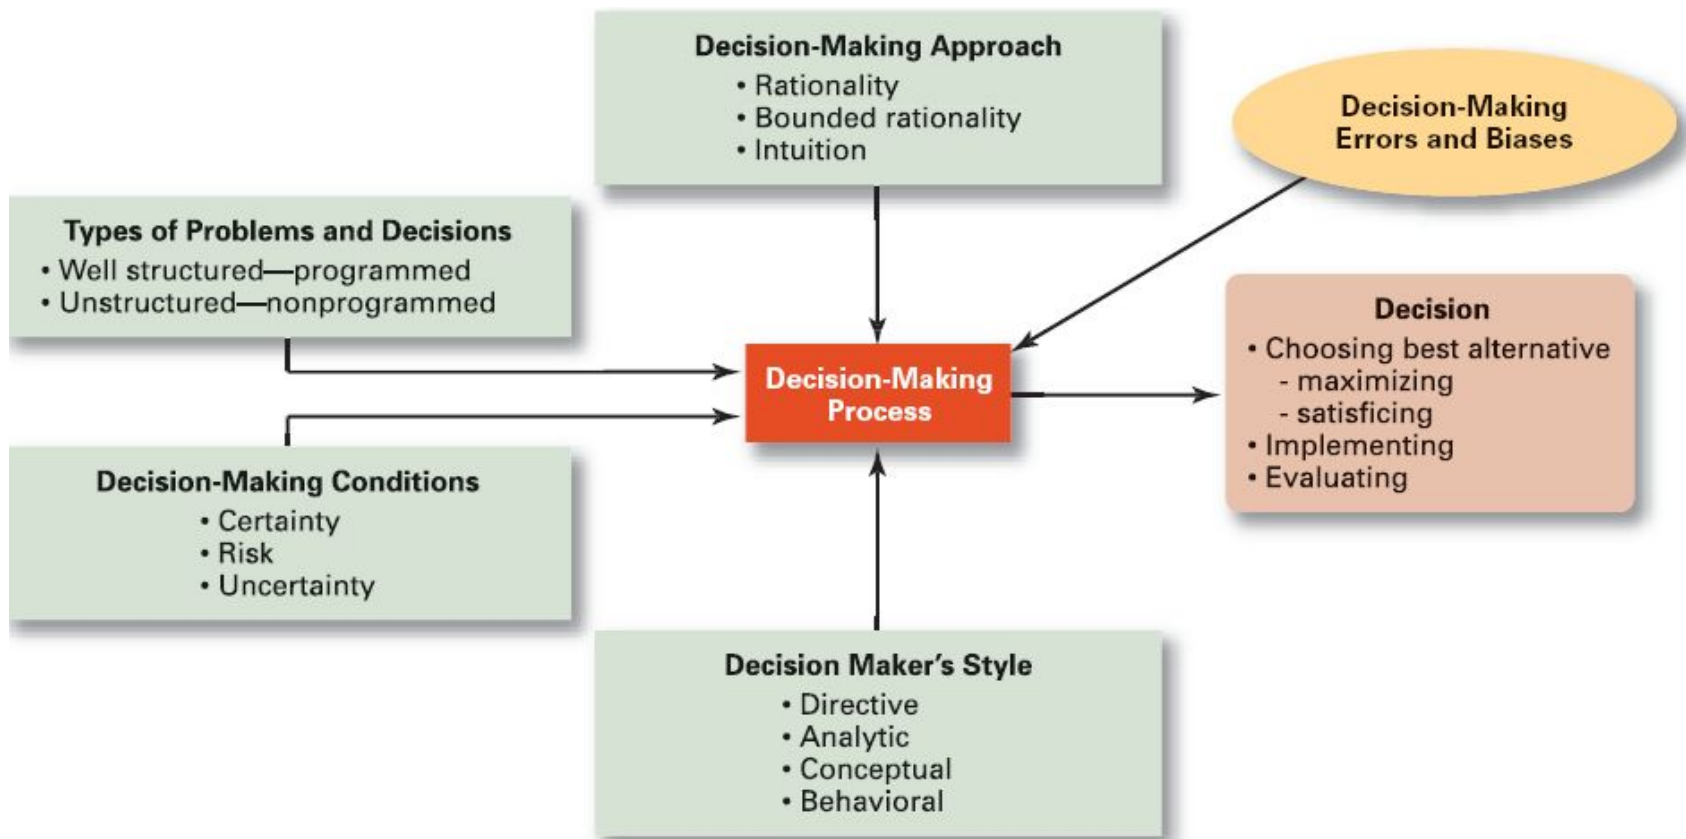 Decision-Making Approach
• Rationality
• Bounded rationality
• Intuition
Decision-Making
Errors and Biases
Types of Problems and Decisions
• Well structured—programmed
• Unstructured—nonprogrammed
Decision-Making
Process
Decision
• Choosing best alternative
- maximizing
- satisficing
• Implementing
• Evaluating
Decision-Making Conditions
• Certainty
• Risk
• Uncertainty
Decision Maker's Style
• Directive
• Analytic
• Conceptual
• Behavioral